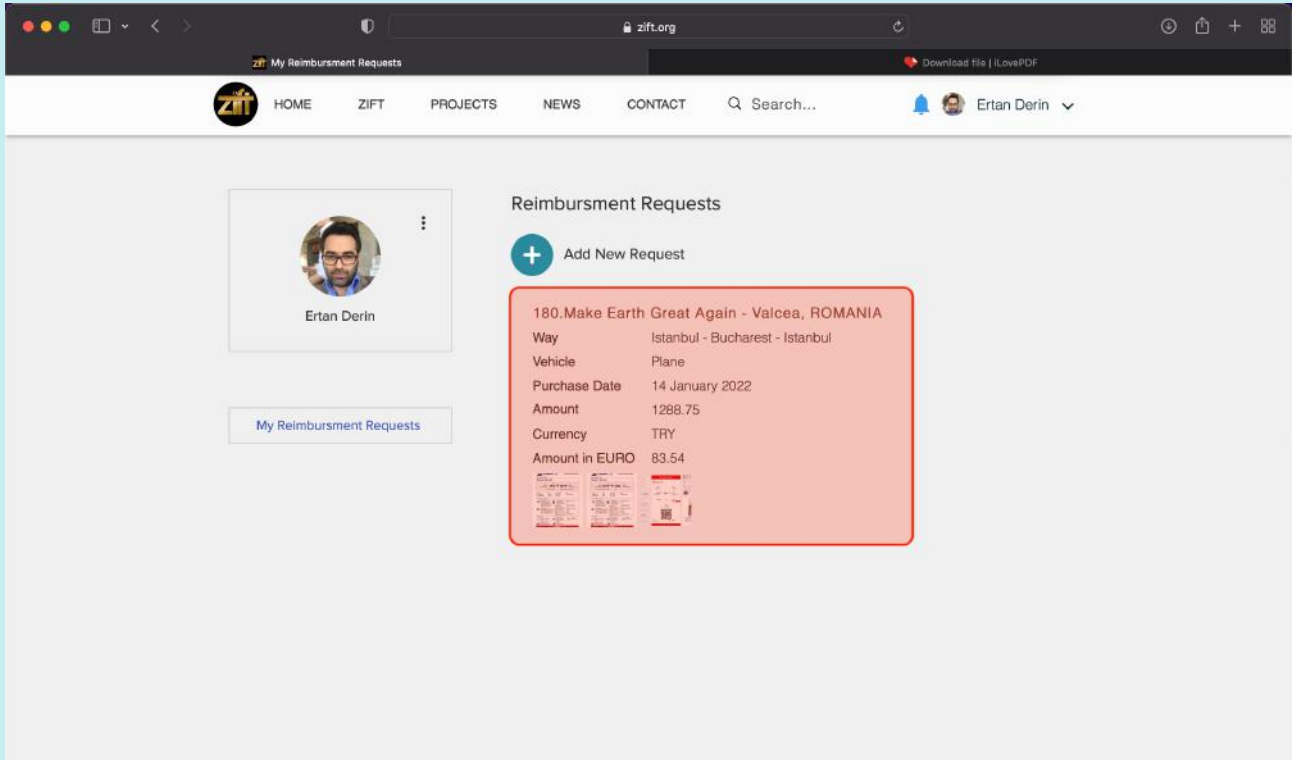 zift.org
zift My Reimbursment Requests
Download file | iLovePDF
zift HOME ZIFT PROJECTS NEWS CONTACT Search... Ertan Derin
Ertan Derin
My Reimbursment Requests
Reimbursment Requests
Add New Request
180.Make Earth Great Again - Valcea, ROMANIA
Way Istanbul - Bucharest - Istanbul
Vehicle Plane
Purchase Date 14 January 2022
Amount 1288.75
Currency TRY
Amount in EURO 83.54